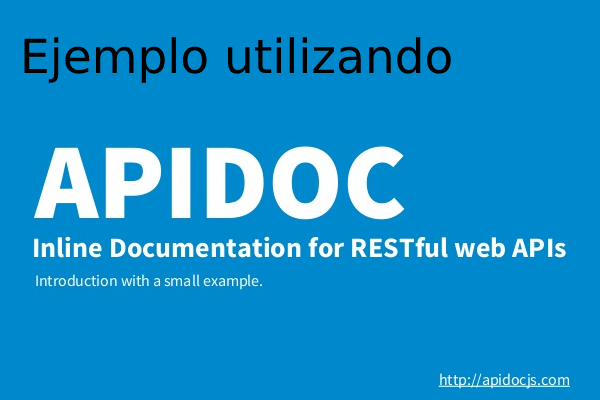 Ejemplo utilizando
APIDOC
Inline Documentation for RESTful web APIs
Introduction with a small example.
http://apidocjs.com